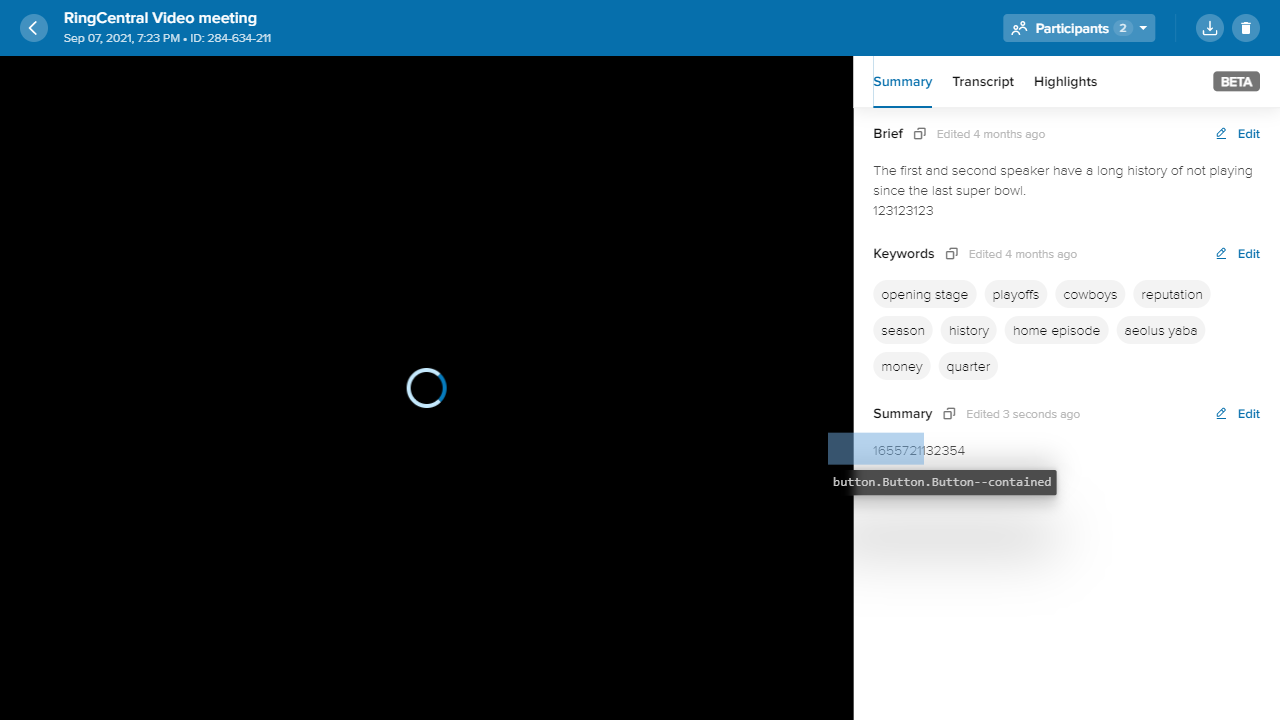 RingCentral Video meeting
Sep 07, 2021, 7:23 PM • ID: 284-634-211
Participants 2
Summary Transcript Highlights BETA
Brief Edited 4 months ago Edit
The first and second speaker have a long history of not playing
since the last super bowl.
123123123
Keywords Edited 4 months ago Edit
opening stage playoffs cowboys reputation
season history home episode aeolus yaba
money quarter
Summary Edited 3 seconds ago Edit
1655721132354
button.Button.Button--contained